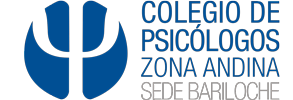 COLEGIO DE
PSICÓLOGOS
ZONA ANDINA
SEDE BARILOCHE